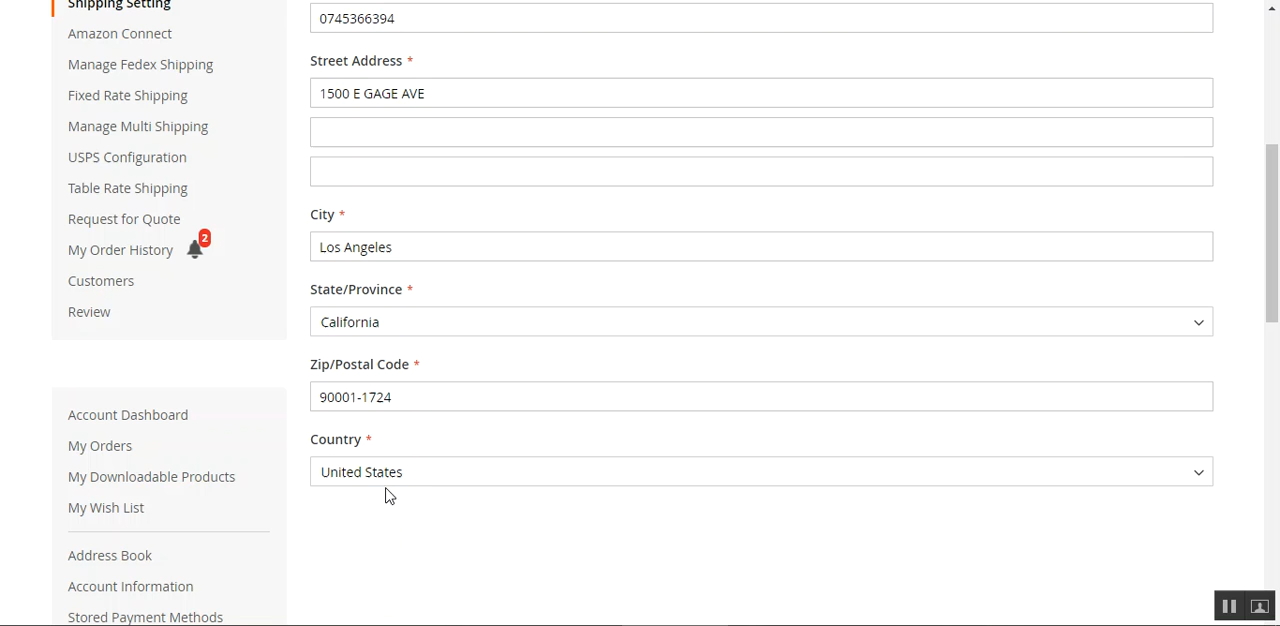 Shipping Setting
Amazon Connect
Manage Fedex Shipping
Fixed Rate Shipping
Manage Multi Shipping
USPS Configuration
Table Rate Shipping
Request for Quote
My Order History 2
Customers
Review
Account Dashboard
My Orders
My Downloadable Products
My Wish List
Address Book
Account Information
Stored Payment Methods
0745366394
Street Address *
1500 E GAGE AVE
City *
Los Angeles
State/Province *
California
Zip/Postal Code *
90001-1724
Country *
United States